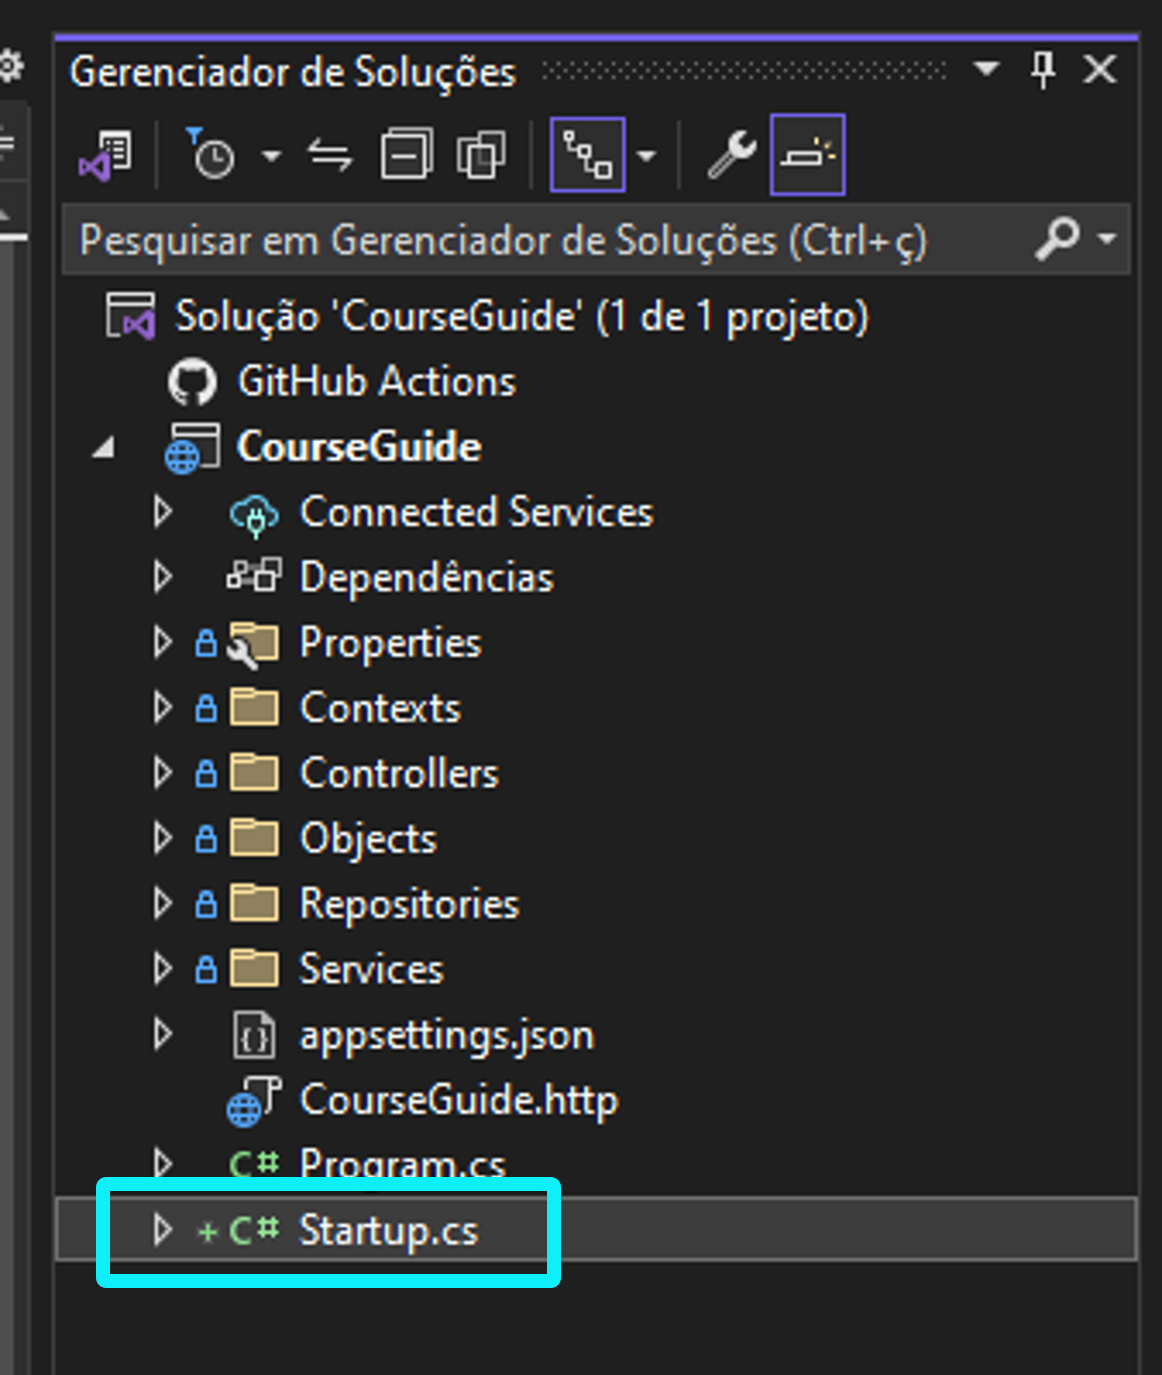 Gerenciador de Soluções
Pesquisar em Gerenciador de Soluções (Ctrl+ç)
Solução 'CourseGuide' (1 de 1 projeto)
GitHub Actions
CourseGuide
Connected Services
Dependências
Properties
Contexts
Controllers
Objects
Repositories
Services
appsettings.json
CourseGuide.http
C# Program.cs
+ C# Startup.cs